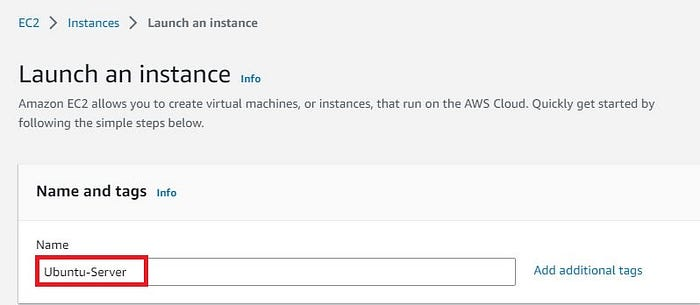 EC2 > Instances > Launch an instance
Launch an instance Info
Amazon EC2 allows you to create virtual machines, or instances, that run on the AWS Cloud. Quickly get started by
following the simple steps below.
Name and tags Info
Name
Ubuntu-Server Add additional tags